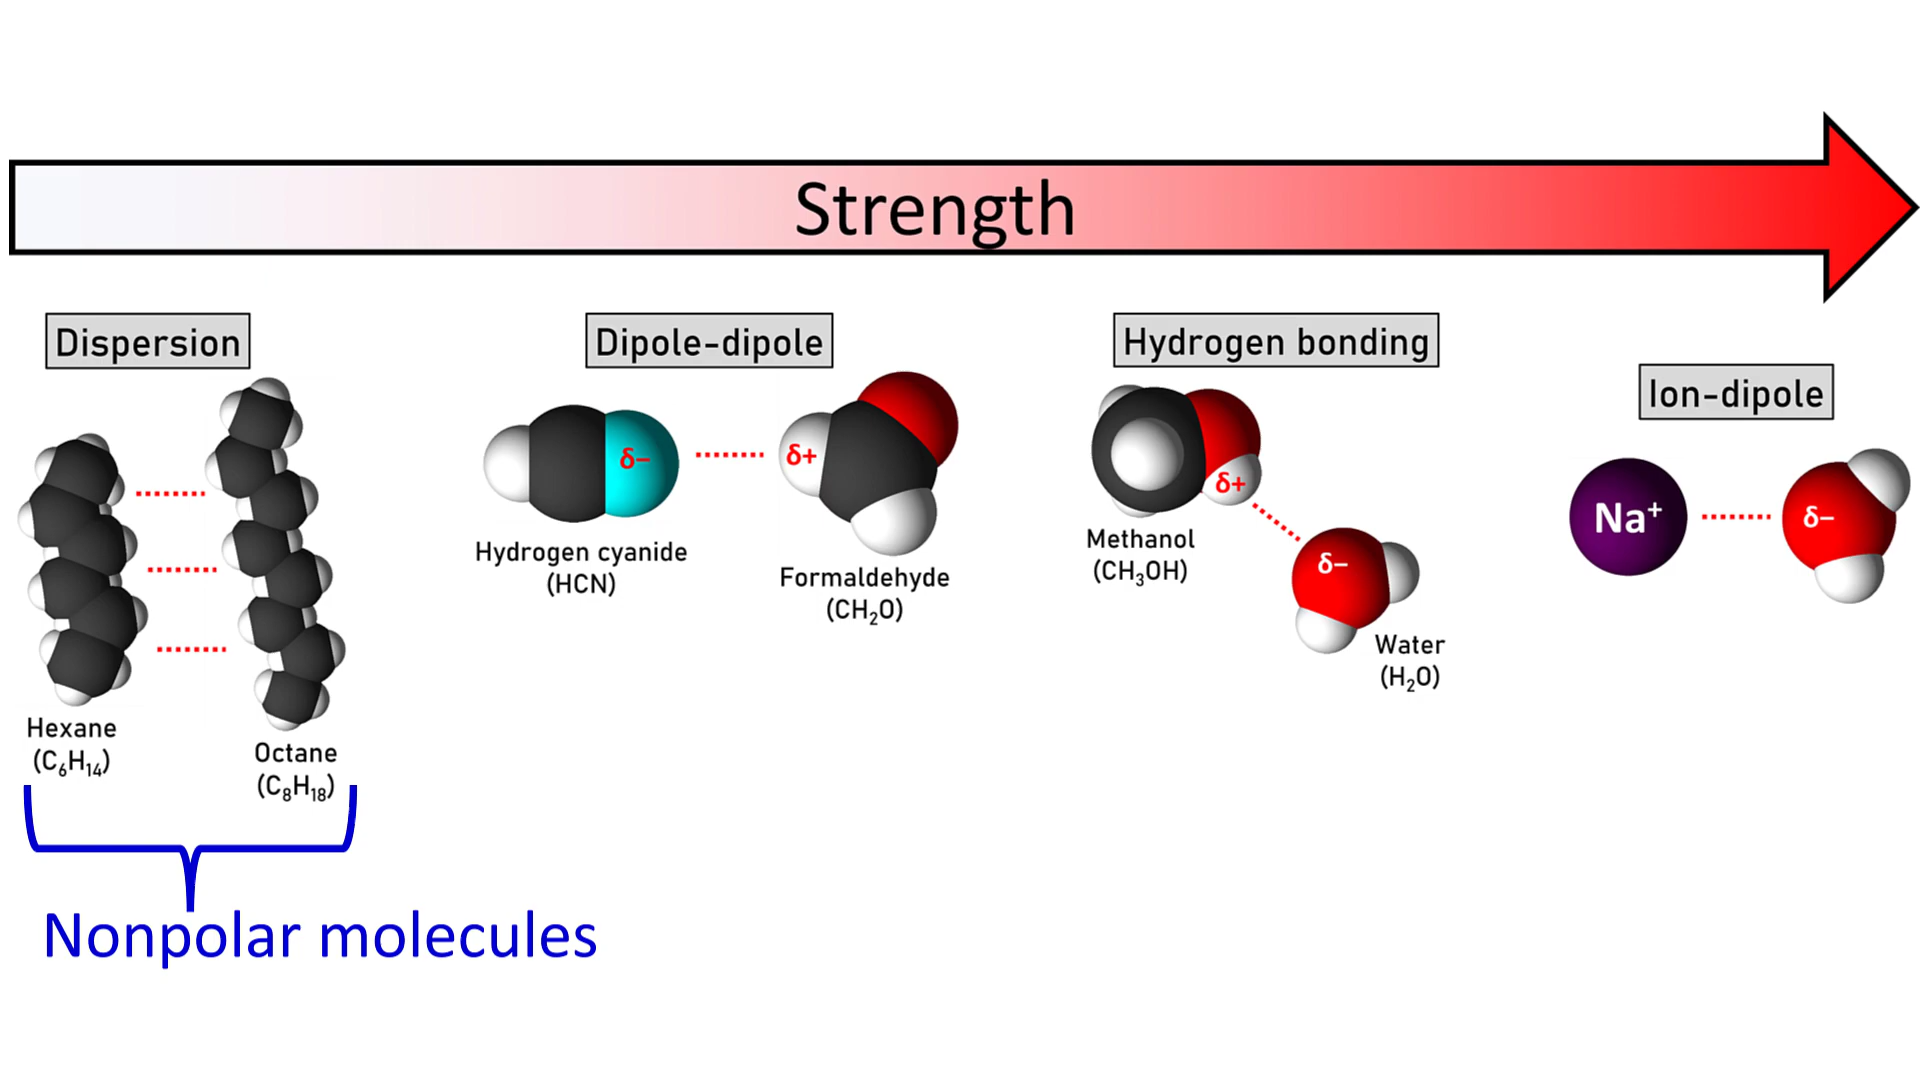 Strength
Dispersion
Dipole-dipole
Hydrogen bonding
Ion-dipole
δ−
δ+
δ+
δ−
Na⁺
δ−
Hexane
(C₆H₁₄)
Octane
(C₈H₁₈)
Hydrogen cyanide
(HCN)
Formaldehyde
(CH₂O)
Methanol
(CH₃OH)
Water
(H₂O)
Nonpolar molecules